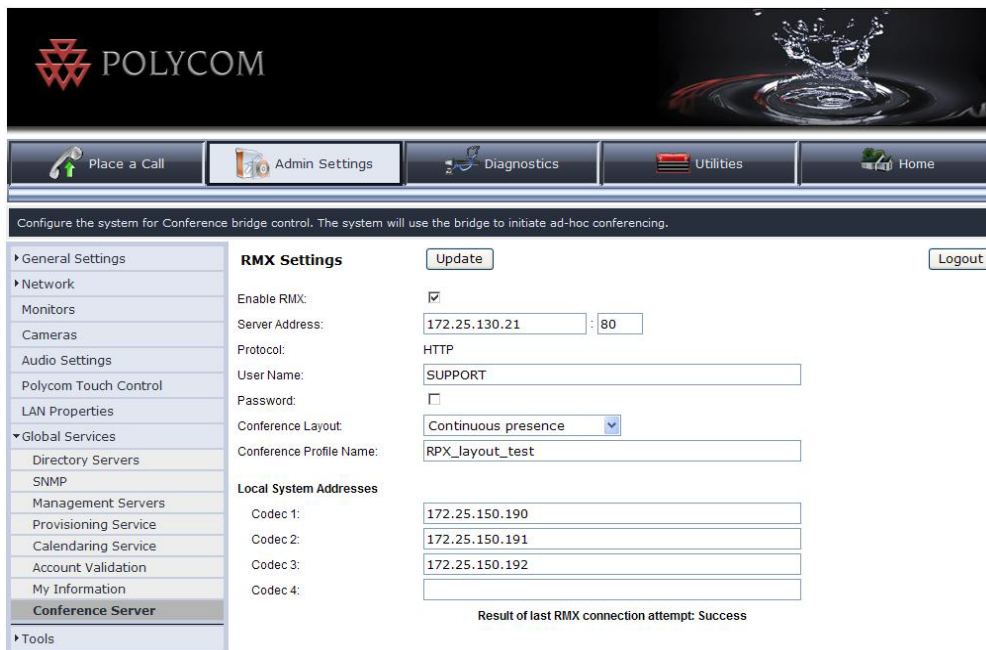 POLYCOM
Place a Call
Admin Settings
Diagnostics
Utilities
Home
Configure the system for Conference bridge control. The system will use the bridge to initiate ad-hoc conferencing.
General Settings
Network
Monitors
Cameras
Audio Settings
Polycom Touch Control
LAN Properties
Global Services
Directory Servers
SNMP
Management Servers
Provisioning Service
Calendaring Service
Account Validation
My Information
Conference Server
Tools
RMX Settings Update Logout
Enable RMX:
Server Address: 172.25.130.21 : 80
Protocol: HTTP
User Name: SUPPORT
Password:
Conference Layout: Continuous presence
Conference Profile Name: RPX_layout_test
Local System Addresses
Codec 1: 172.25.150.190
Codec 2: 172.25.150.191
Codec 3: 172.25.150.192
Codec 4:
Result of last RMX connection attempt: Success